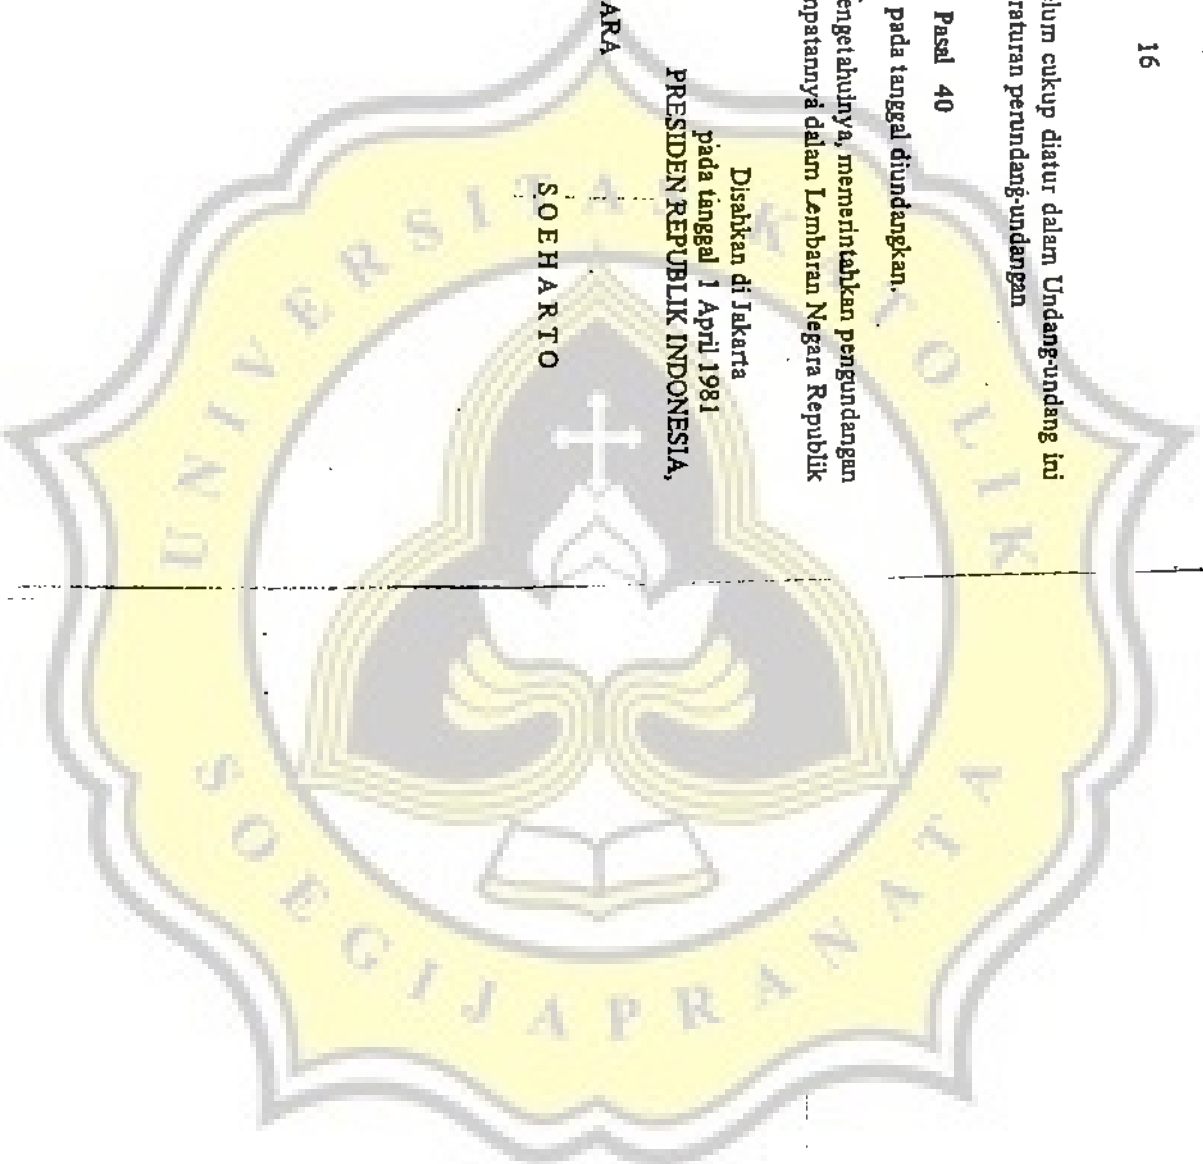 16
elum cukup diatur dalam Undang-undang ini
raturan perundang-undangan
Pasal 40
pada tanggal diundangkan.
engetahuinya, memerintahkan pengundangan
npatannya dalam Lembaran Negara Republik
Disahkan di Jakarta
pada tanggal 1 April 1981
PRESIDEN REPUBLIK INDONESIA,
SOEHARTO
ARA
UNIVERSITAS KATOLIK
SOEGIJAPRANATA